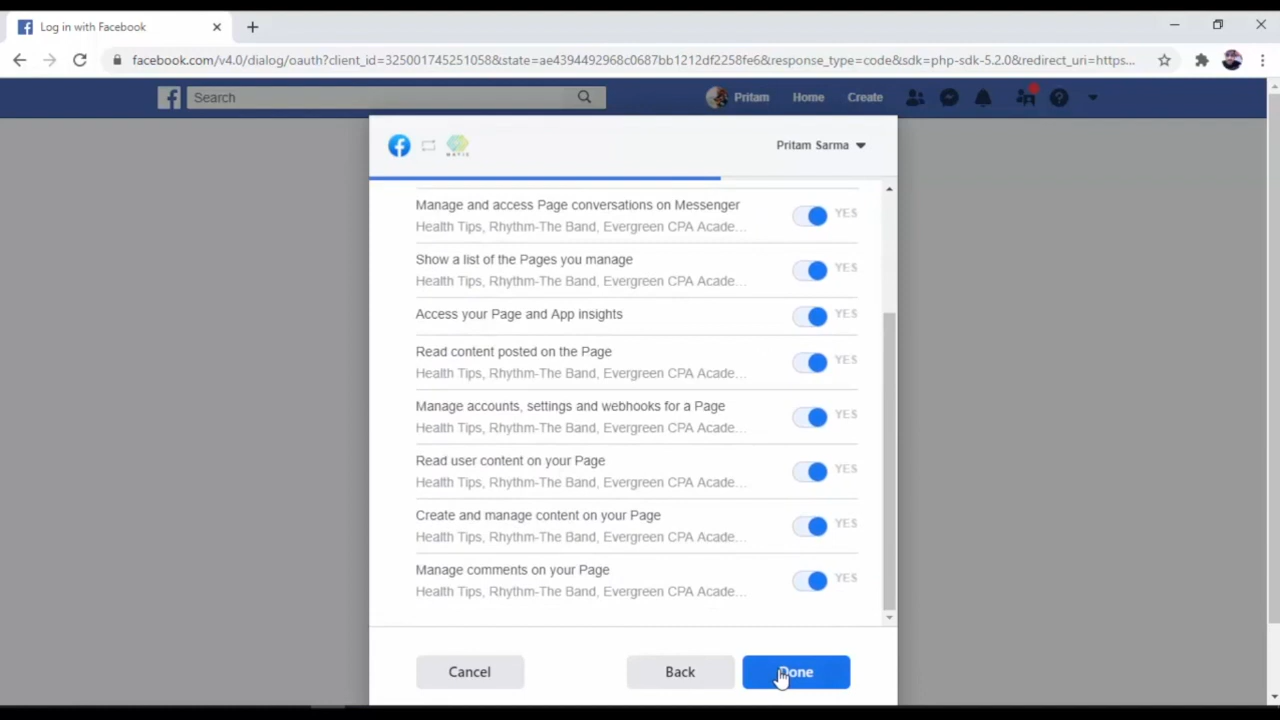 Log in with Facebook
facebook.com/v4.0/dialog/oauth?client_id=325001745251058&state=ae4394492968c0687bb1212df2258fe6&response_type=code&sdk=php-sdk-5.2.0&redirect_uri=https...
Search
Pritam
Home
Create
Pritam Sarma
Manage and access Page conversations on Messenger
YES
Health Tips, Rhythm-The Band, Evergreen CPA Acade...
Show a list of the Pages you manage
YES
Health Tips, Rhythm-The Band, Evergreen CPA Acade...
Access your Page and App insights
YES
Read content posted on the Page
YES
Health Tips, Rhythm-The Band, Evergreen CPA Acade...
Manage accounts, settings and webhooks for a Page
YES
Health Tips, Rhythm-The Band, Evergreen CPA Acade...
Read user content on your Page
YES
Health Tips, Rhythm-The Band, Evergreen CPA Acade...
Create and manage content on your Page
YES
Health Tips, Rhythm-The Band, Evergreen CPA Acade...
Manage comments on your Page
YES
Health Tips, Rhythm-The Band, Evergreen CPA Acade...
Cancel
Back
Done